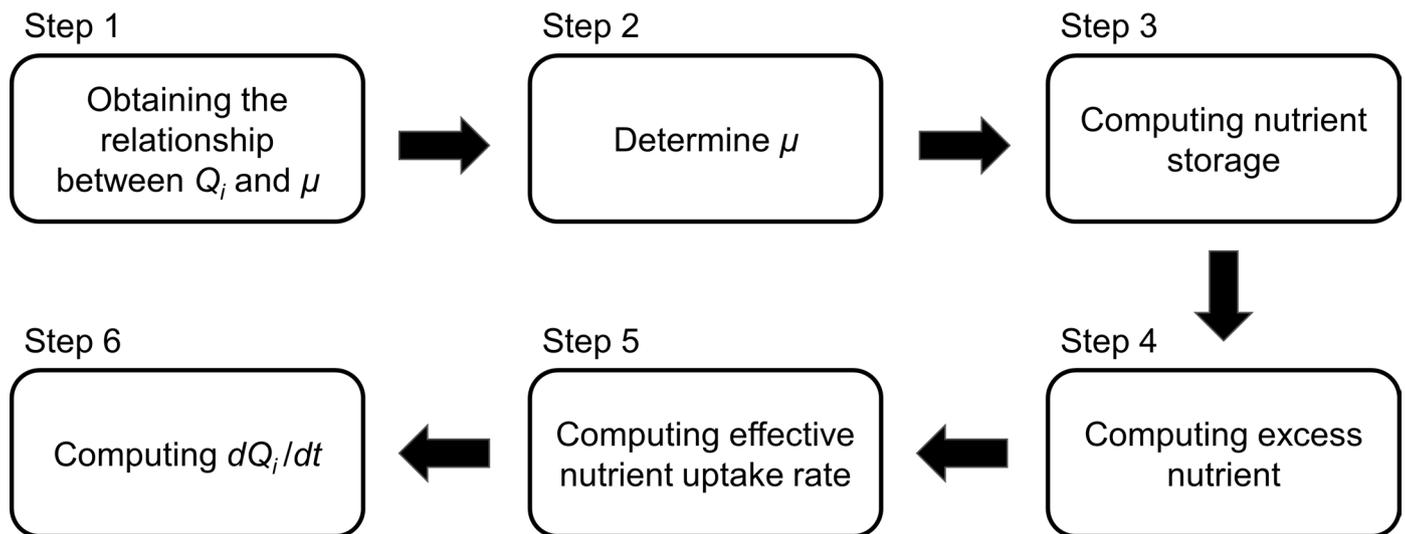 Step 1
Obtaining the
relationship
between Qᵢ and μ
Step 2
Determine μ
Step 3
Computing nutrient
storage
Step 4
Computing excess
nutrient
Step 5
Computing effective
nutrient uptake rate
Step 6
Computing dQᵢ/dt